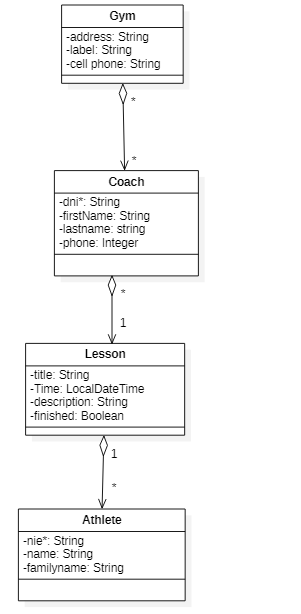 Gym
-address: String
-label: String
-cell phone: String
*
*
Coach
-dni*: String
-firstName: String
-lastname: string
-phone: Integer
*
1
Lesson
-title: String
-Time: LocalDateTime
-description: String
-finished: Boolean
1
*
Athlete
-nie*: String
-name: String
-familyname: String